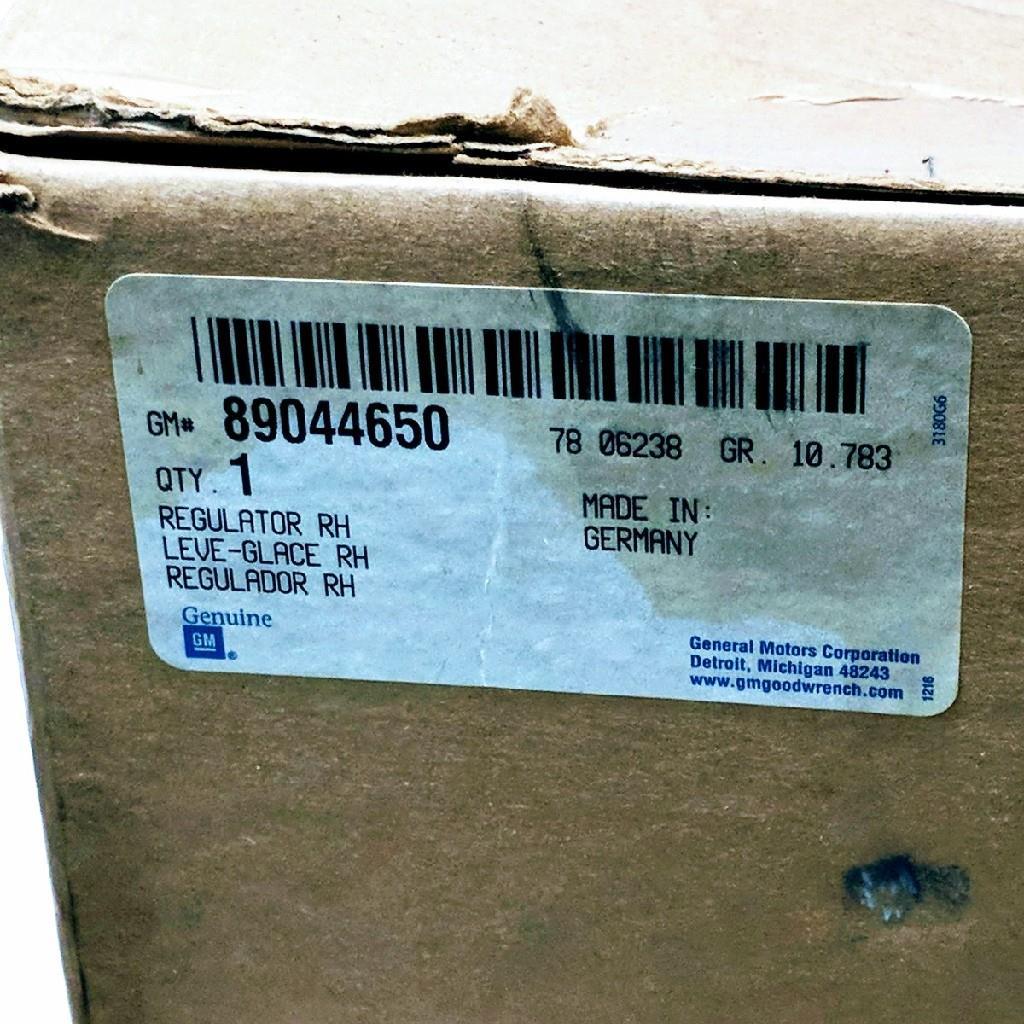 GM# 89044650
78 06238 GR. 10.783
3180G6
QTY. 1
REGULATOR RH
LEVE-GLACE RH
REGULADOR RH
MADE IN:
GERMANY
Genuine
GM®
General Motors Corporation
Detroit, Michigan 48243
www.gmgoodwrench.com
1216